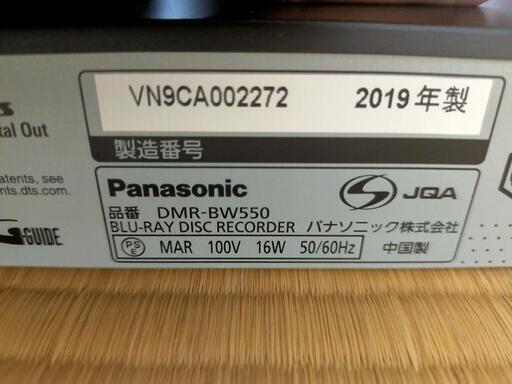 VN9CA002272 2019年製
製造番号
tal Out
tents, see
nts.dts.com.
G-GUIDE
Panasonic
JQA
品番 DMR-BW550
BLU-RAY DISC RECORDER パナソニック株式会社
PSE MAR 100V 16W 50/60Hz 中国製